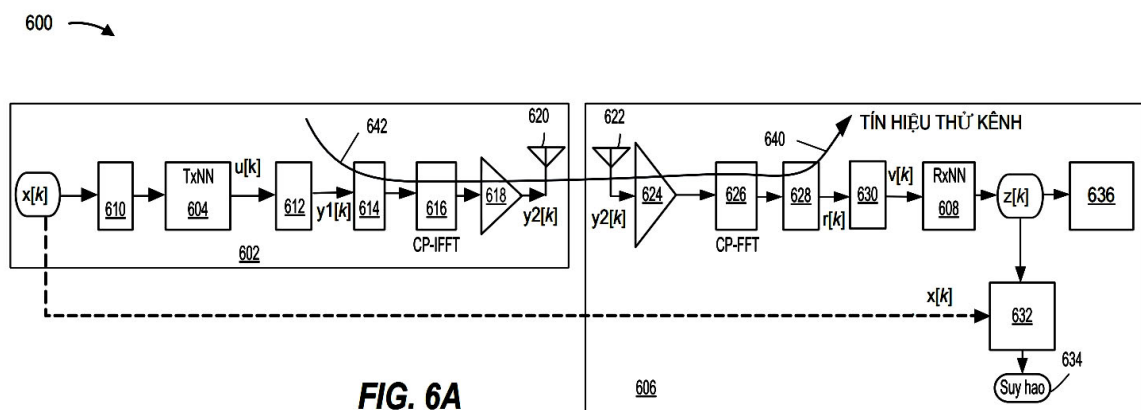 600
620
622
TÍN HIỆU THỬ KÊNH
642
640
x[k]
610
TxNN
604
u[k]
612
y1[k]
614
616
CP-IFFT
618
y2[k]
602
y2[k]
624
626
CP-FFT
628
r[k]
630
v[k]
RxNN
608
z[k]
636
x[k]
632
634
Suy hao
606
FIG. 6A